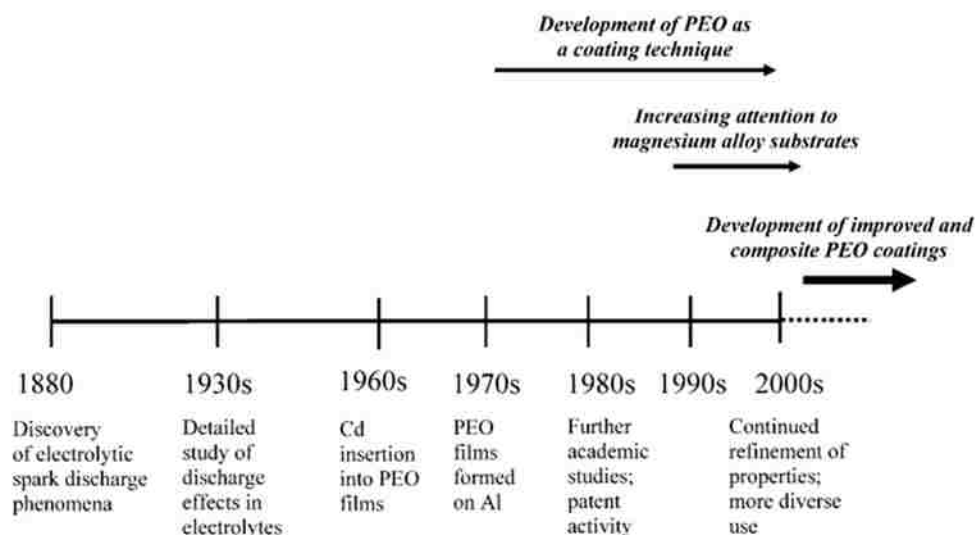 Development of PEO as
a coating technique
Increasing attention to
magnesium alloy substrates
Development of improved and
composite PEO coatings
1880
1930s
1960s
1970s
1980s
1990s
2000s
Discovery
of electrolytic
spark discharge
phenomena
Detailed
study of
discharge
effects in
electrolytes
Cd
insertion
into PEO
films
PEO
films
formed
on Al
Further
academic
studies;
patent
activity
Continued
refinement of
properties;
more diverse
use